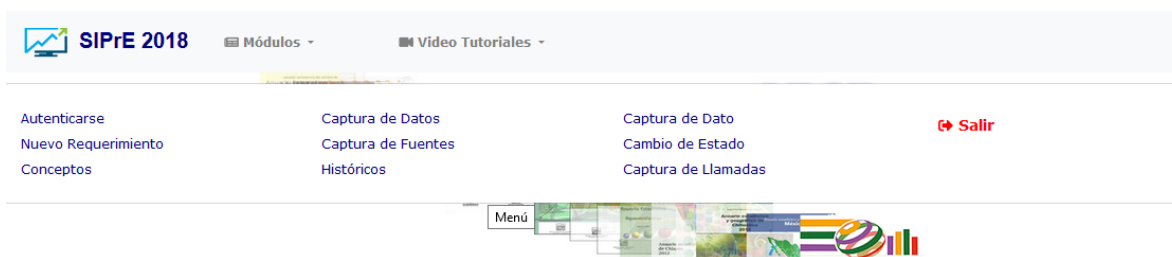 SIPrE 2018
Módulos
Video Tutoriales
Autenticarse
Nuevo Requerimiento
Conceptos
Captura de Datos
Captura de Fuentes
Históricos
Captura de Dato
Cambio de Estado
Captura de Llamadas
Salir
Menú